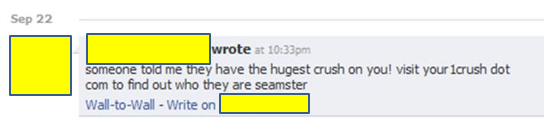 Sep 22
wrote at 10:33pm
someone told me they have the hugest crush on you! visit your1crush dot
com to find out who they are seamster
Wall-to-Wall - Write on